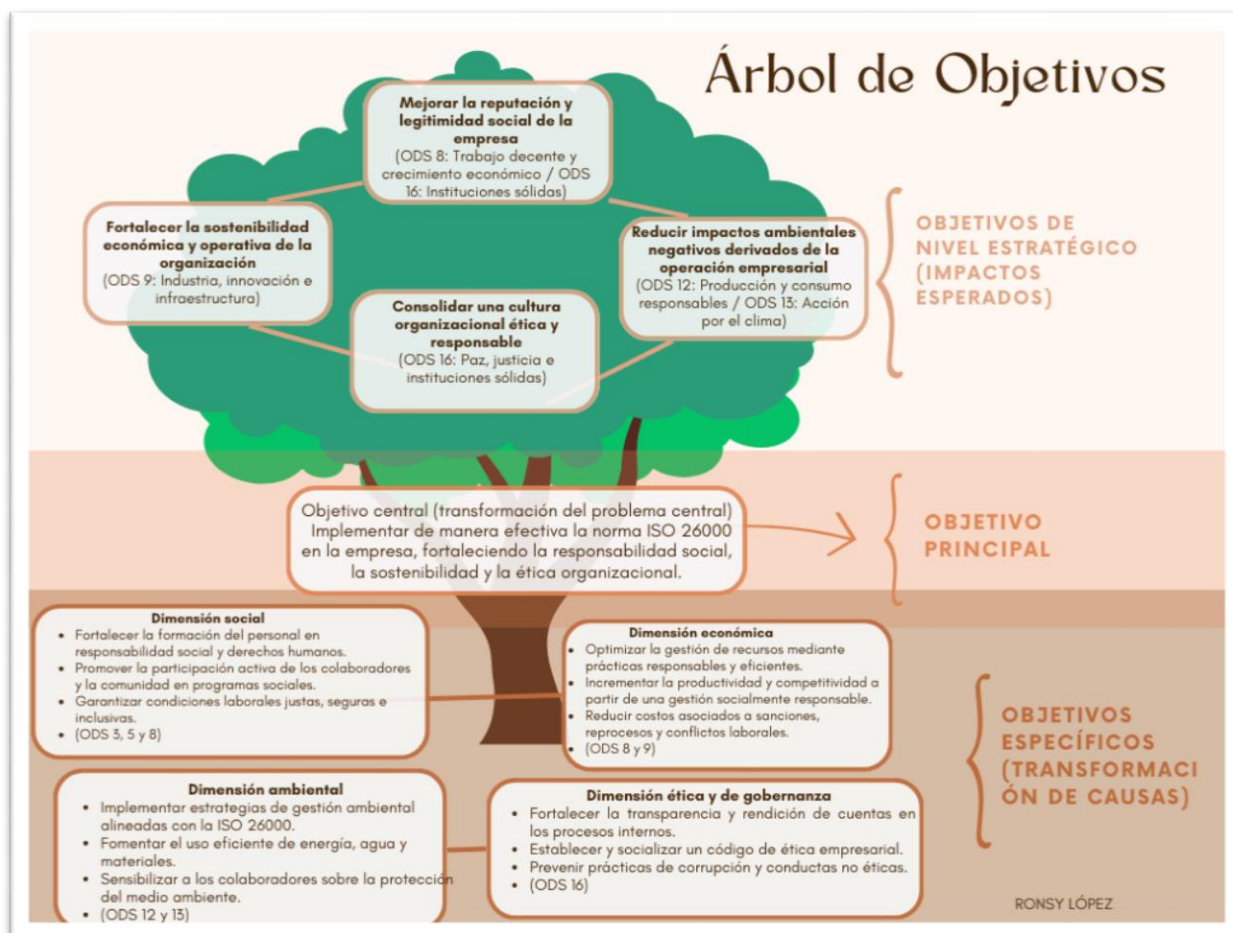 Árbol de Objetivos
Mejorar la reputación y
legitimidad social de la
empresa
(ODS 8: Trabajo decente y
crecimiento económico / ODS
16: Instituciones sólidas)
Fortalecer la sostenibilidad
económica y operativa de la
organización
(ODS 9: Industria, innovación e
infraestructura)
Reducir impactos ambientales
negativos derivados de la
operación empresarial
(ODS 12: Producción y consumo
responsables / ODS 13: Acción
por el clima)
Consolidar una cultura
organizacional ética y
responsable
(ODS 16: Paz, justicia e
instituciones sólidas)
OBJETIVOS DE
NIVEL ESTRATÉGICO
(IMPACTOS
ESPERADOS)
Objetivo central (transformación del problema central)
Implementar de manera efectiva la norma ISO 26000
en la empresa, fortaleciendo la responsabilidad social,
la sostenibilidad y la ética organizacional.
OBJETIVO
PRINCIPAL
Dimensión social
• Fortalecer la formación del personal en
responsabilidad social y derechos humanos.
• Promover la participación activa de los colaboradores
y la comunidad en programas sociales.
• Garantizar condiciones laborales justas, seguras e
inclusivas.
• (ODS 3, 5 y 8)
Dimensión económica
• Optimizar la gestión de recursos mediante
prácticas responsables y eficientes.
• Incrementar la productividad y competitividad a
partir de una gestión socialmente responsable.
• Reducir costos asociados a sanciones,
reprocesos y conflictos laborales.
• (ODS 8 y 9)
OBJETIVOS
ESPECÍFICOS
(TRANSFORMACI
ÓN DE CAUSAS)
Dimensión ambiental
• Implementar estrategias de gestión ambiental
alineadas con la ISO 26000.
• Fomentar el uso eficiente de energía, agua y
materiales.
• Sensibilizar a los colaboradores sobre la protección
del medio ambiente.
• (ODS 12 y 13)
Dimensión ética y de gobernanza
• Fortalecer la transparencia y rendición de cuentas en
los procesos internos.
• Establecer y socializar un código de ética empresarial.
• Prevenir prácticas de corrupción y conductas no éticas.
• (ODS 16)
RONSY LÓPEZ